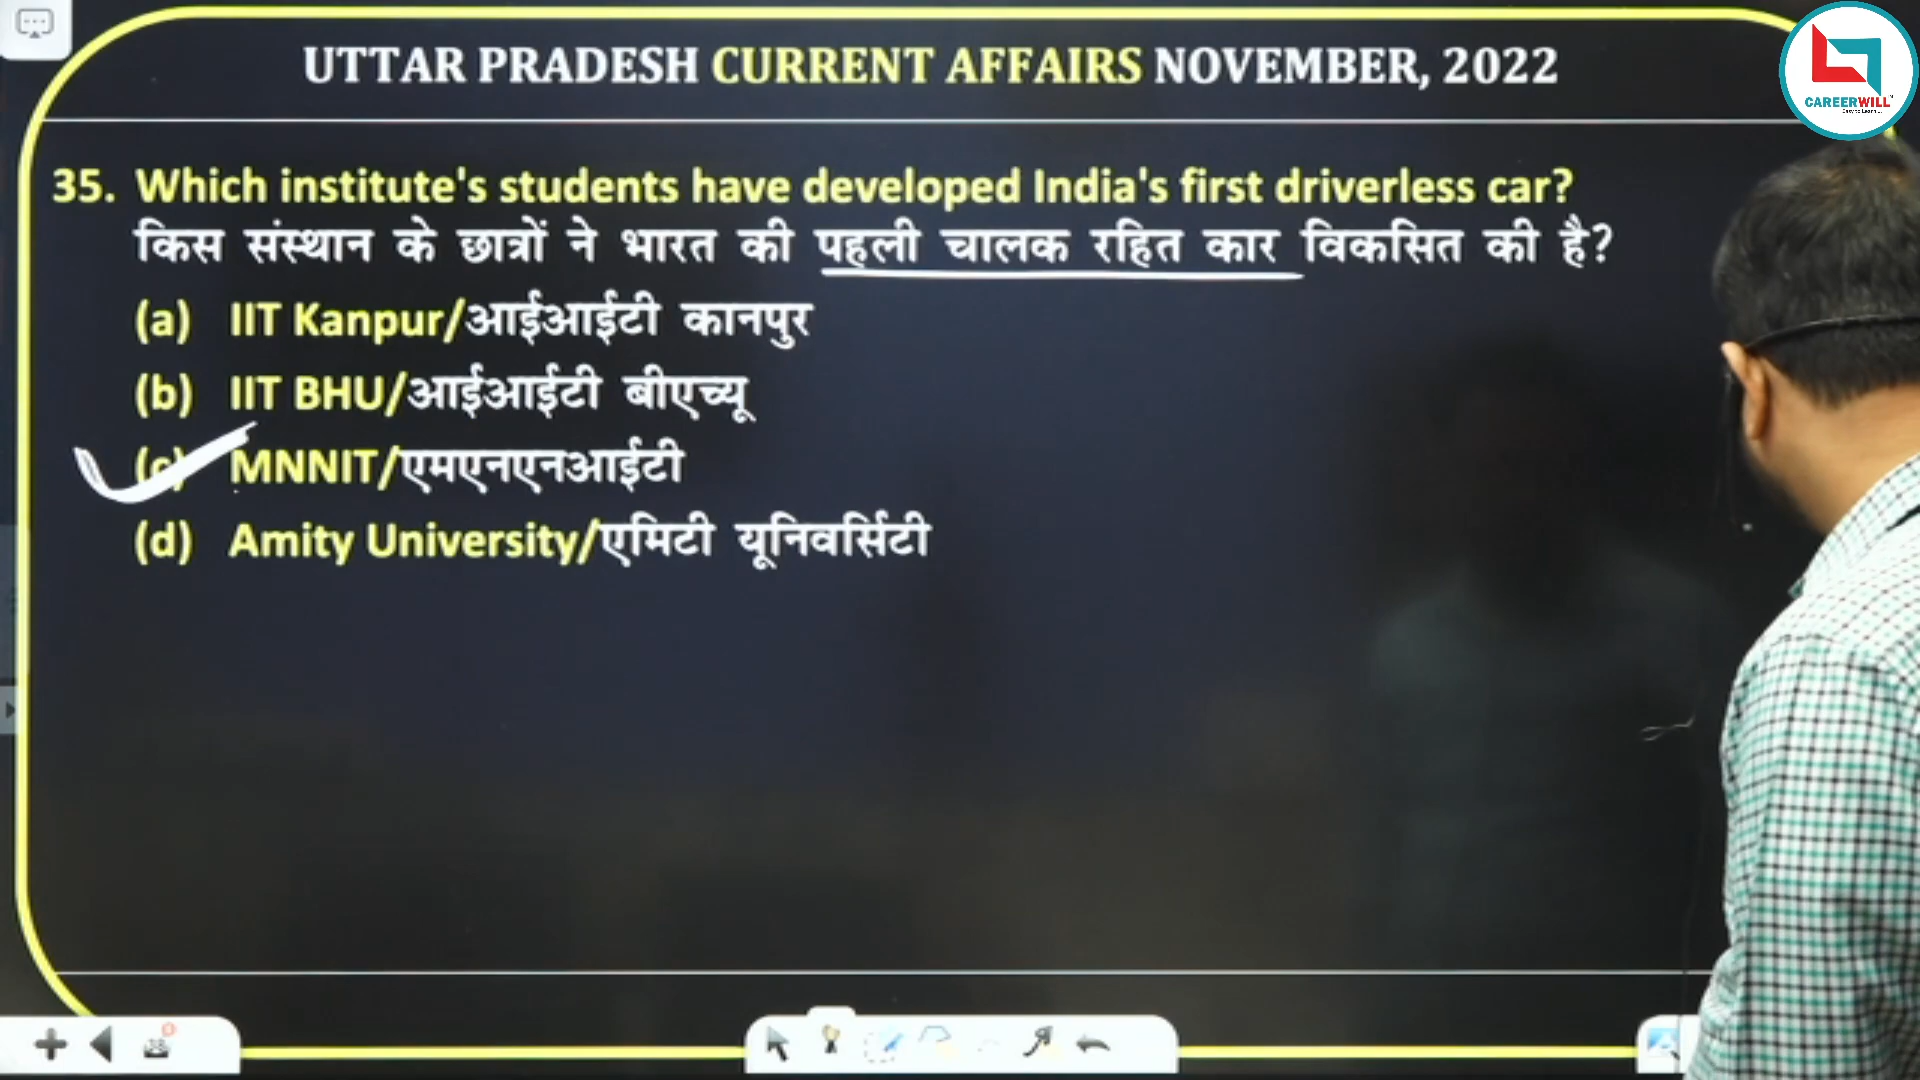 UTTAR PRADESH CURRENT AFFAIRS NOVEMBER, 2022
CAREERWILL
35. Which institute's students have developed India's first driverless car?
किस संस्थान के छात्रों ने भारत की पहली चालक रहित कार विकसित की है?
(a) IIT Kanpur/आईआईटी कानपुर
(b) IIT BHU/आईआईटी बीएच्यू
(c) MNNIT/एमएनएनआईटी
(d) Amity University/एमिटी यूनिवर्सिटी